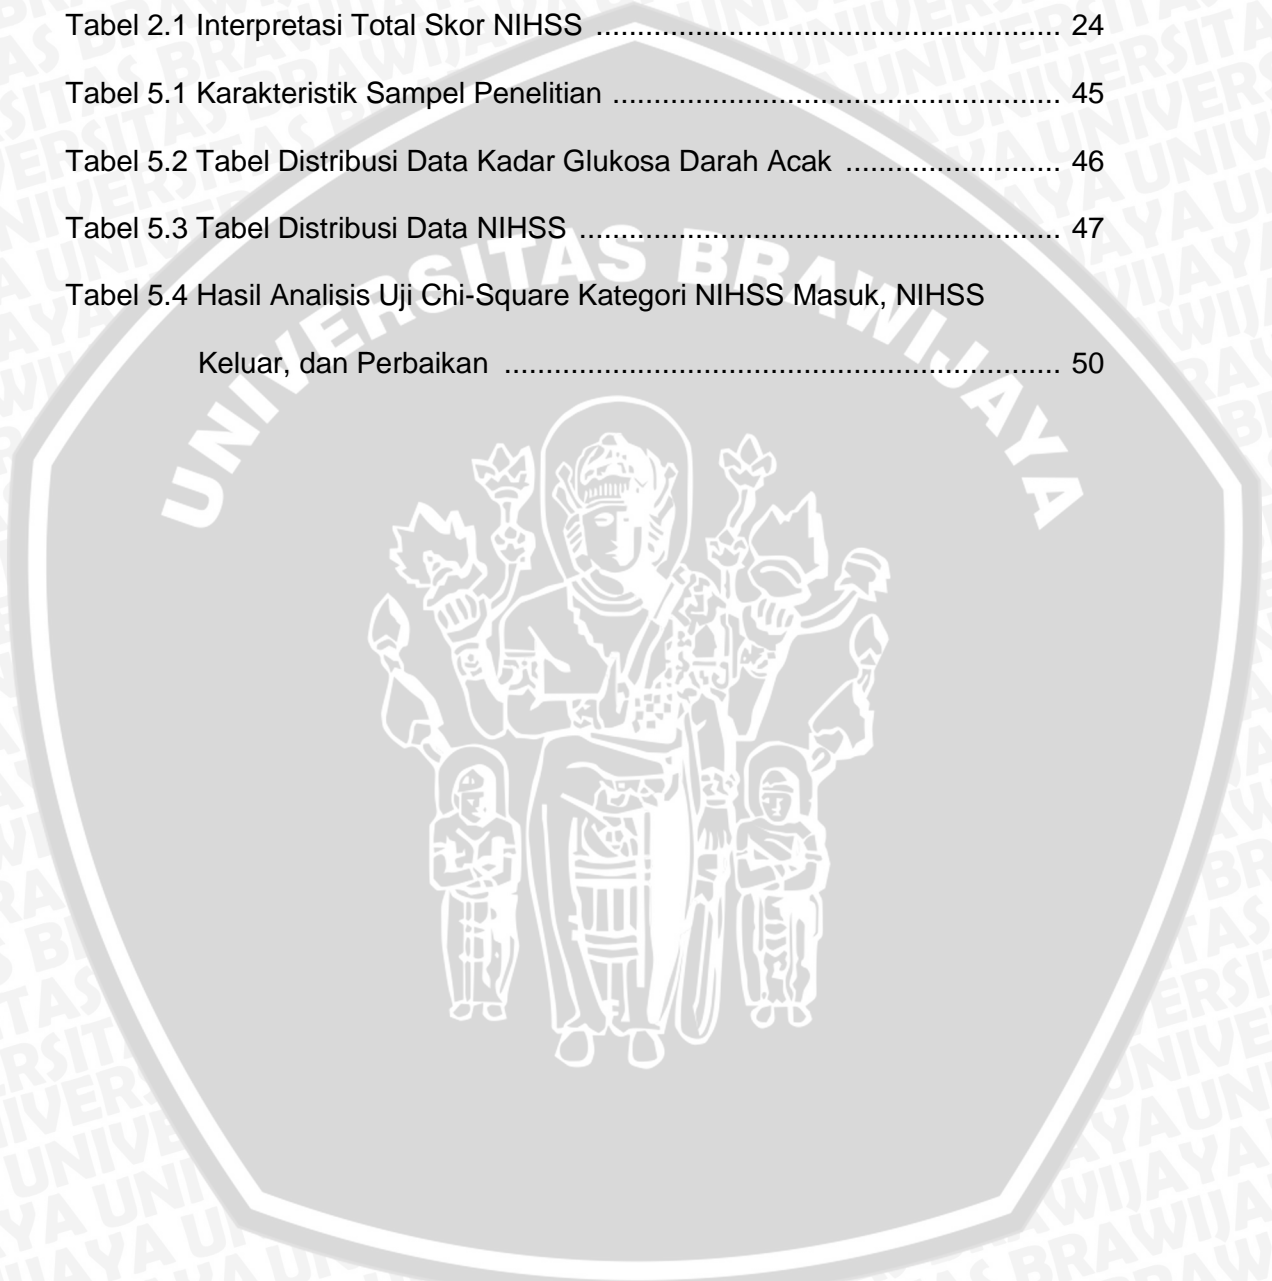 Tabel 2.1 Interpretasi Total Skor NIHSS ........................................................ 24
Tabel 5.1 Karakteristik Sampel Penelitian ...................................................... 45
Tabel 5.2 Tabel Distribusi Data Kadar Glukosa Darah Acak .......................... 46
Tabel 5.3 Tabel Distribusi Data NIHSS .......................................................... 47
Tabel 5.4 Hasil Analisis Uji Chi-Square Kategori NIHSS Masuk, NIHSS
Keluar, dan Perbaikan ................................................................... 50
UNIVERSITAS BRAWIJAYA